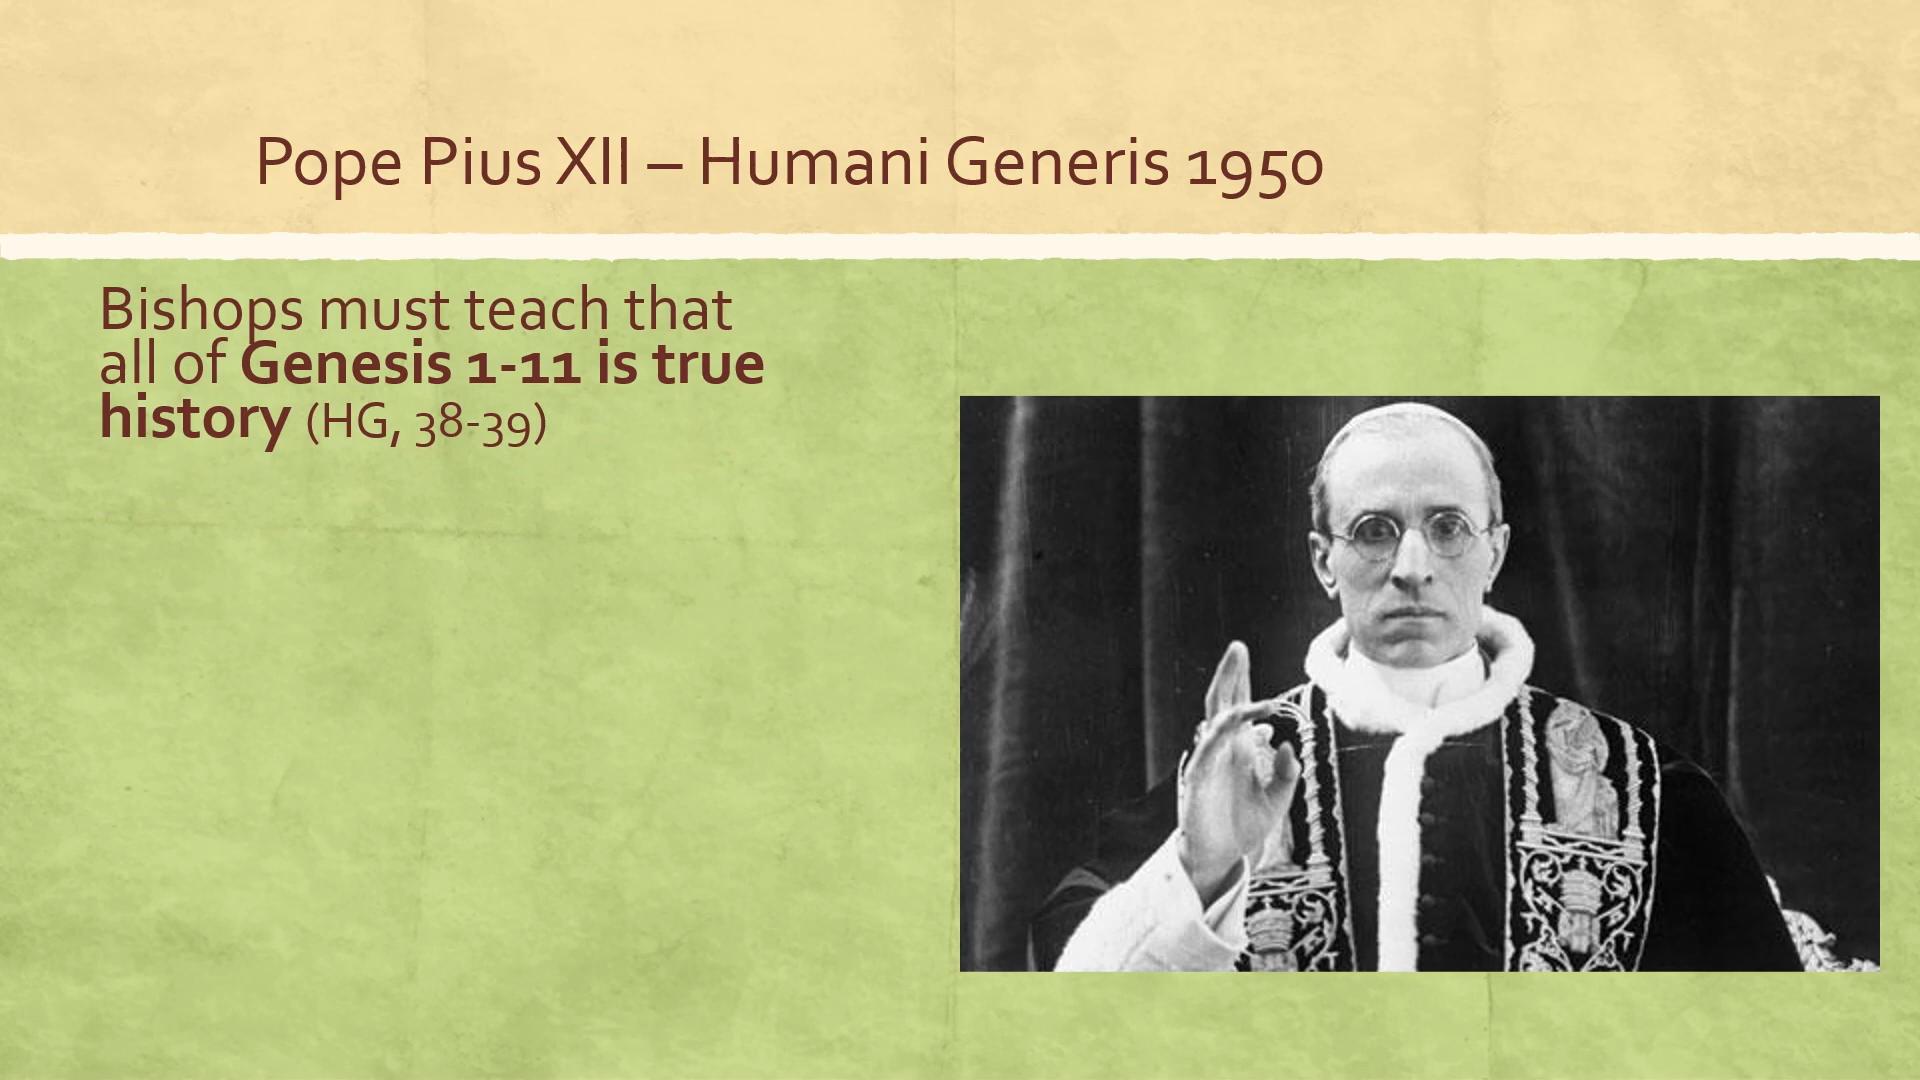 Pope Pius XII – Humani Generis 1950
Bishops must teach that
all of Genesis 1-11 is true
history (HG, 38-39)